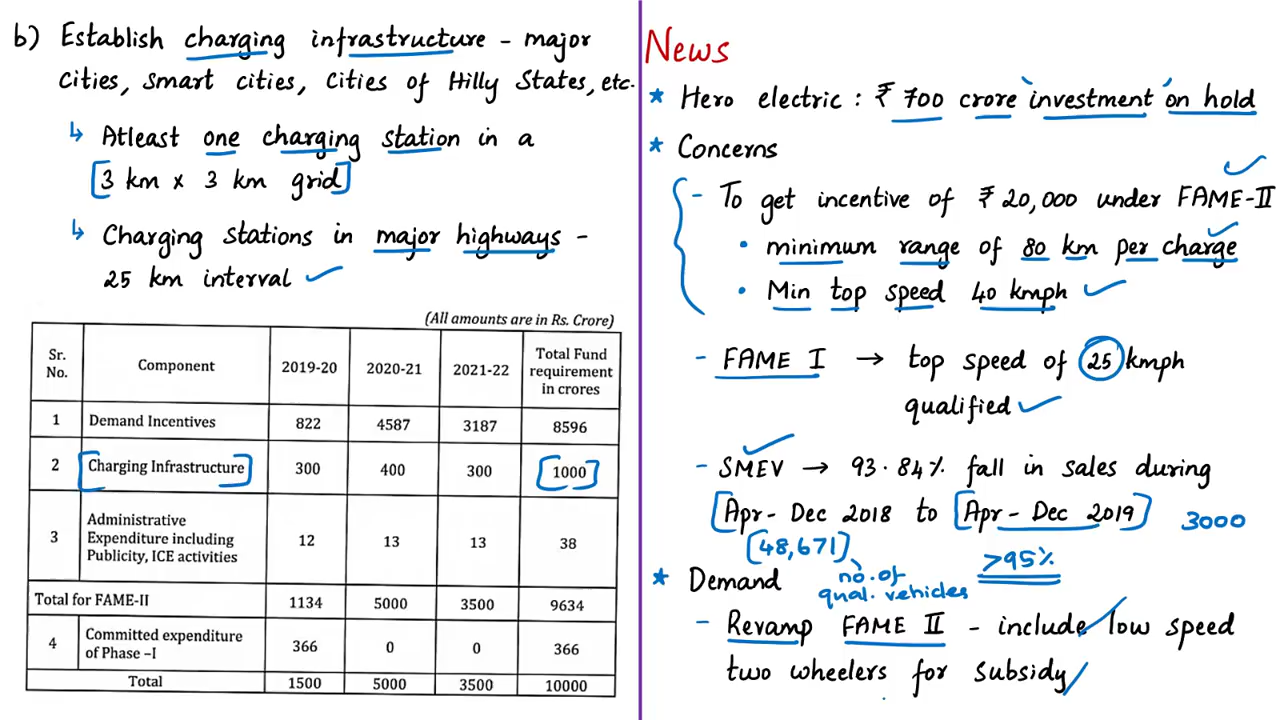 b) Establish charging infrastructure - major
cities, smart cities, cities of Hilly States, etc.
↳ Atleast one charging station in a
[3 km x 3 km grid]
↳ Charging stations in major highways -
25 km interval ✓
(All amounts are in Rs. Crore)
Sr. No. | Component | 2019-20 | 2020-21 | 2021-22 | Total Fund requirement in crores
1 | Demand Incentives | 822 | 4587 | 3187 | 8596
2 | [Charging Infrastructure] | 300 | 400 | 300 | [1000]
3 | Administrative Expenditure including Publicity, ICE activities | 12 | 13 | 13 | 38
Total for FAME-II | 1134 | 5000 | 3500 | 9634
4 | Committed expenditure of Phase -I | 366 | 0 | 0 | 366
Total | 1500 | 5000 | 3500 | 10000
News
* Hero electric : ₹ 700 crore 'investment 'on hold
* Concerns
- To get incentive of ₹ 20,000 under FAME-II ✓
• minimum range of 80 km per charge ✓
• Min top speed 40 kmph ✓
- FAME I → top speed of 25 kmph
qualified ✓
- SMEV → 93.84% fall in sales during
[Apr - Dec 2018 to [Apr - Dec 2019] 3000
[48,671] >95%
no. of
qual. vehicles
* Demand
- Revamp FAME II - include low speed
two wheelers for subsidy